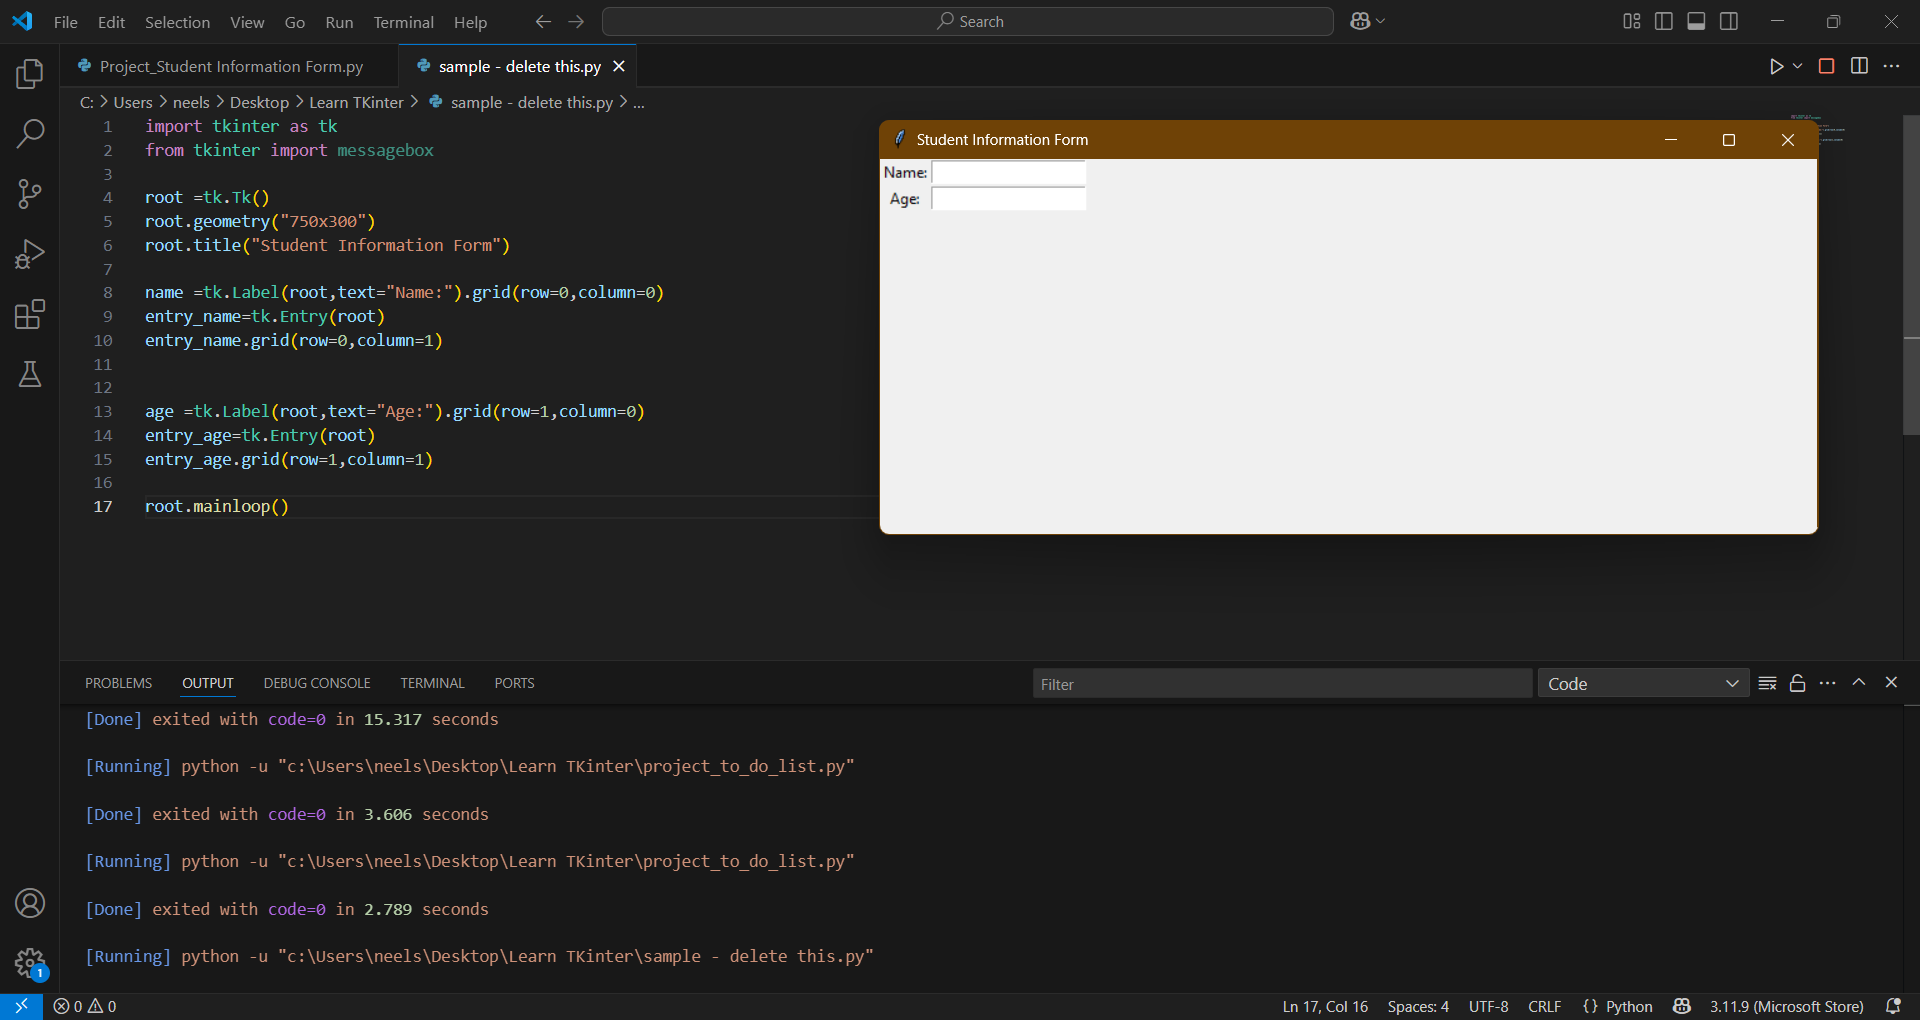 File Edit Selection View Go Run Terminal Help Search
Project_Student Information Form.py sample - delete this.py
C: > Users > neels > Desktop > Learn TKinter > sample - delete this.py > ...
1 import tkinter as tk
2 from tkinter import messagebox
3
4 root =tk.Tk()
5 root.geometry("750x300")
6 root.title("Student Information Form")
7
8 name =tk.Label(root,text="Name:").grid(row=0,column=0)
9 entry_name=tk.Entry(root)
10 entry_name.grid(row=0,column=1)
11
12
13 age =tk.Label(root,text="Age:").grid(row=1,column=0)
14 entry_age=tk.Entry(root)
15 entry_age.grid(row=1,column=1)
16
17 root.mainloop()
Student Information Form
Name:
Age:
PROBLEMS OUTPUT DEBUG CONSOLE TERMINAL PORTS Filter Code
[Done] exited with code=0 in 15.317 seconds
[Running] python -u "c:\Users\neels\Desktop\Learn TKinter\project_to_do_list.py"
[Done] exited with code=0 in 3.606 seconds
[Running] python -u "c:\Users\neels\Desktop\Learn TKinter\project_to_do_list.py"
[Done] exited with code=0 in 2.789 seconds
[Running] python -u "c:\Users\neels\Desktop\Learn TKinter\sample - delete this.py"
1
0 0 Ln 17, Col 16 Spaces: 4 UTF-8 CRLF {} Python 3.11.9 (Microsoft Store)